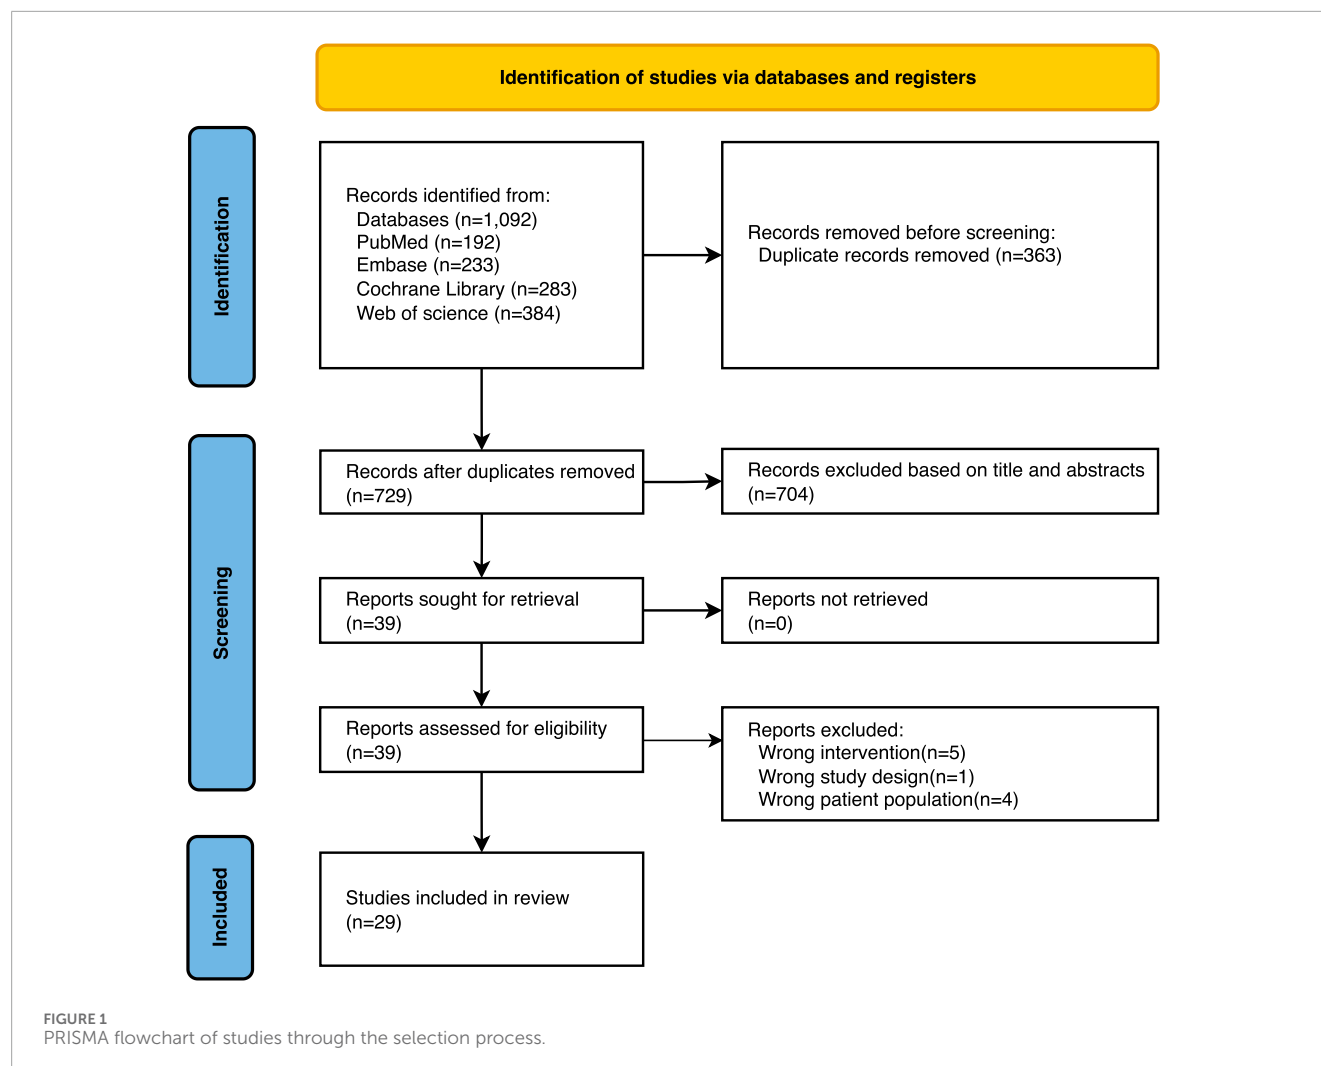 Identification of studies via databases and registers
Identification
Records identified from:
Databases (n=1,092)
PubMed (n=192)
Embase (n=233)
Cochrane Library (n=283)
Web of science (n=384)
Records removed before screening:
Duplicate records removed (n=363)
Screening
Records after duplicates removed
(n=729)
Records excluded based on title and abstracts
(n=704)
Reports sought for retrieval
(n=39)
Reports not retrieved
(n=0)
Reports assessed for eligibility
(n=39)
Reports excluded:
Wrong intervention(n=5)
Wrong study design(n=1)
Wrong patient population(n=4)
Included
Studies included in review
(n=29)
FIGURE 1
PRISMA flowchart of studies through the selection process.